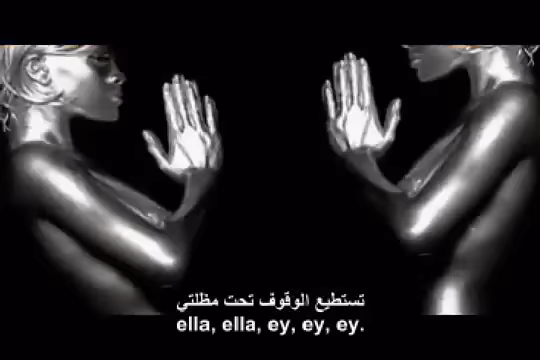 تستطيع الوقوف تحت مظلتي
ella, ella, ey, ey, ey.